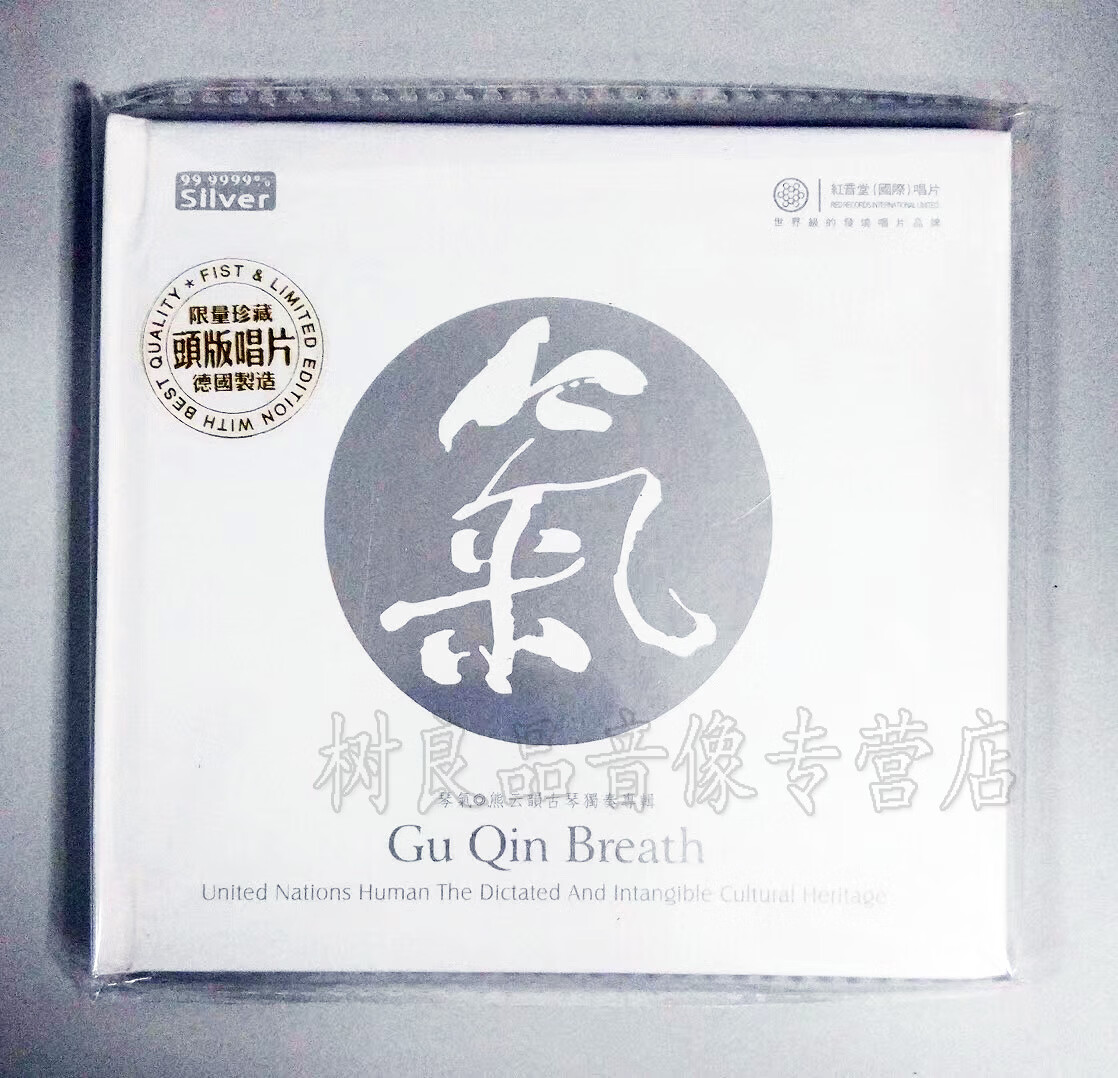 99.9999%
Silver
紅音堂(國際)唱片
RED RECORDS INTERNATIONAL LIMITED
世界級的發燒唱片品牌
FIST & LIMITED EDITION WITH BEST QUALITY
限量珍藏
頭版唱片
德國製造
氣
树良品音像专营店
琴氣熊云韻古琴獨奏專輯
Gu Qin Breath
United Nations Human The Dictated And Intangible Cultural Heritage